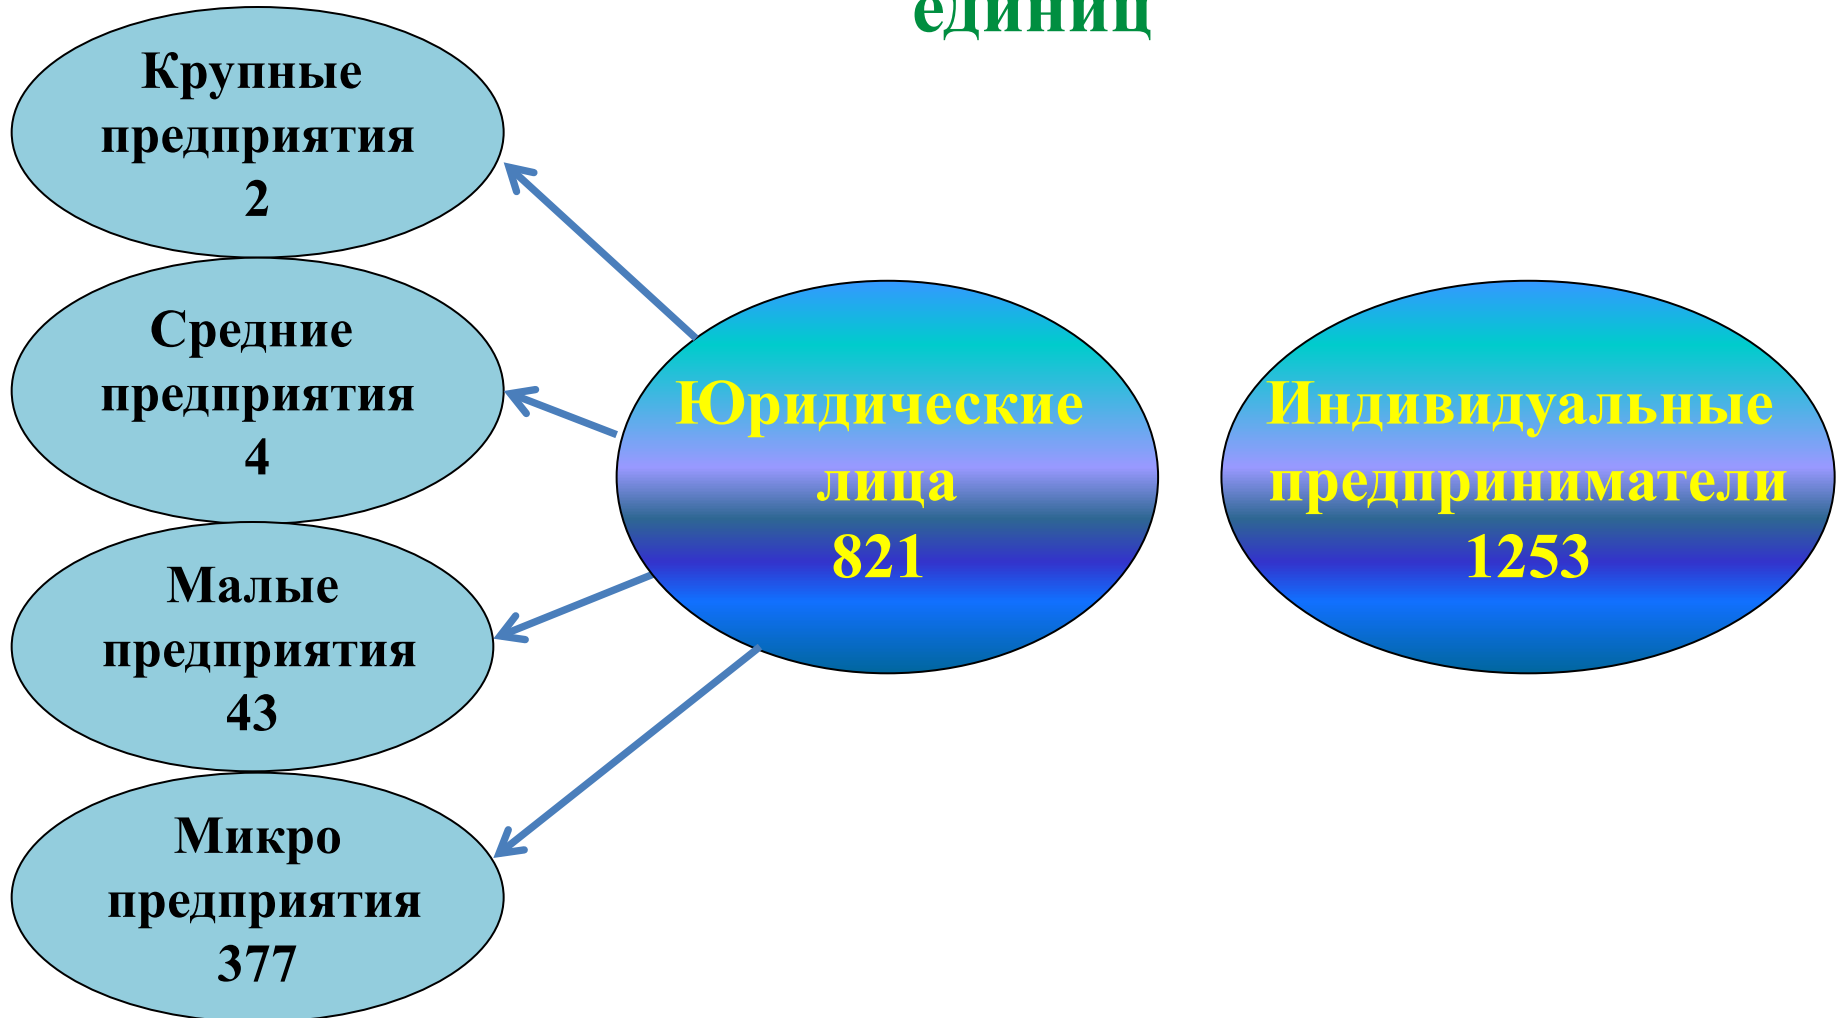 единиц
Крупные
предприятия
2
Средние
предприятия
4
Малые
предприятия
43
Микро
предприятия
377
Юридические
лица
821
Индивидуальные
предприниматели
1253